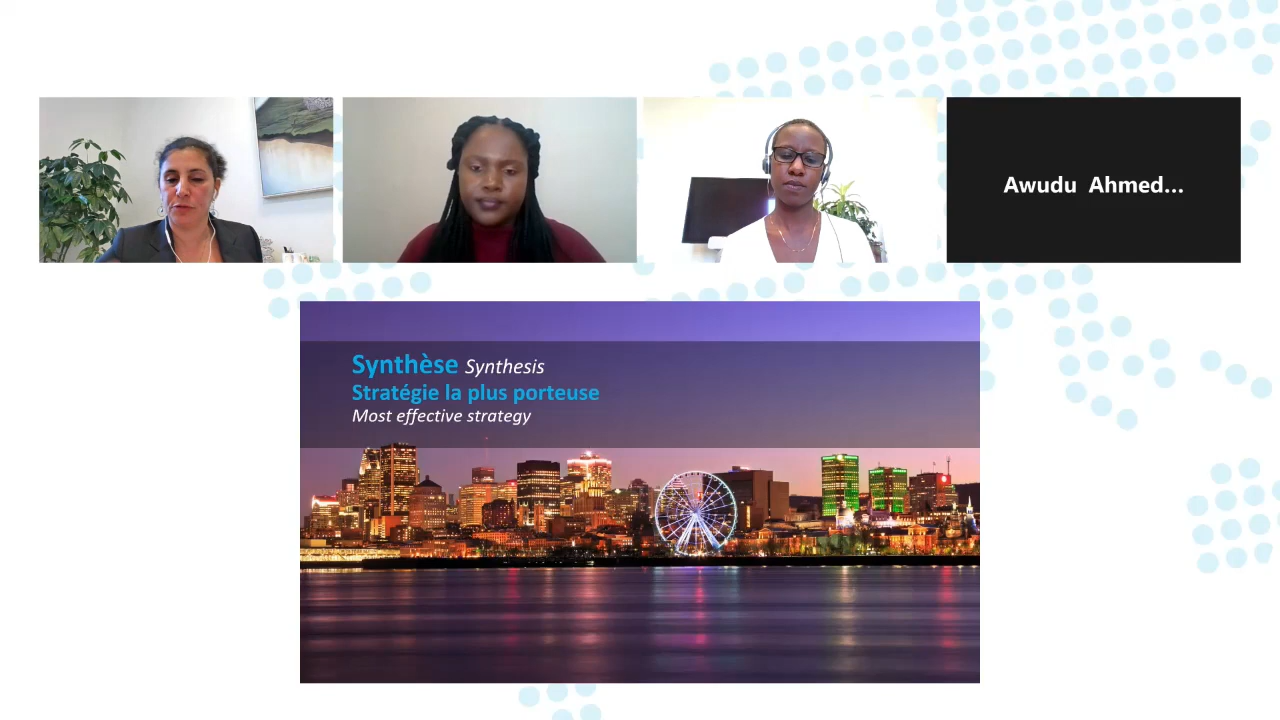 Awudu Ahmed...
Synthèse Synthesis
Stratégie la plus porteuse
Most effective strategy